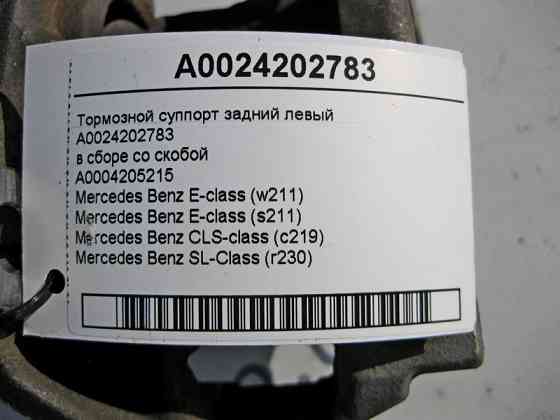 A0024202783
Тормозной суппорт задний левый
A0024202783
в сборе со скобой
A0004205215
Mercedes Benz E-class (w211)
Mercedes Benz E-class (s211)
Mercedes Benz CLS-class (c219)
Mercedes Benz SL-Class (r230)